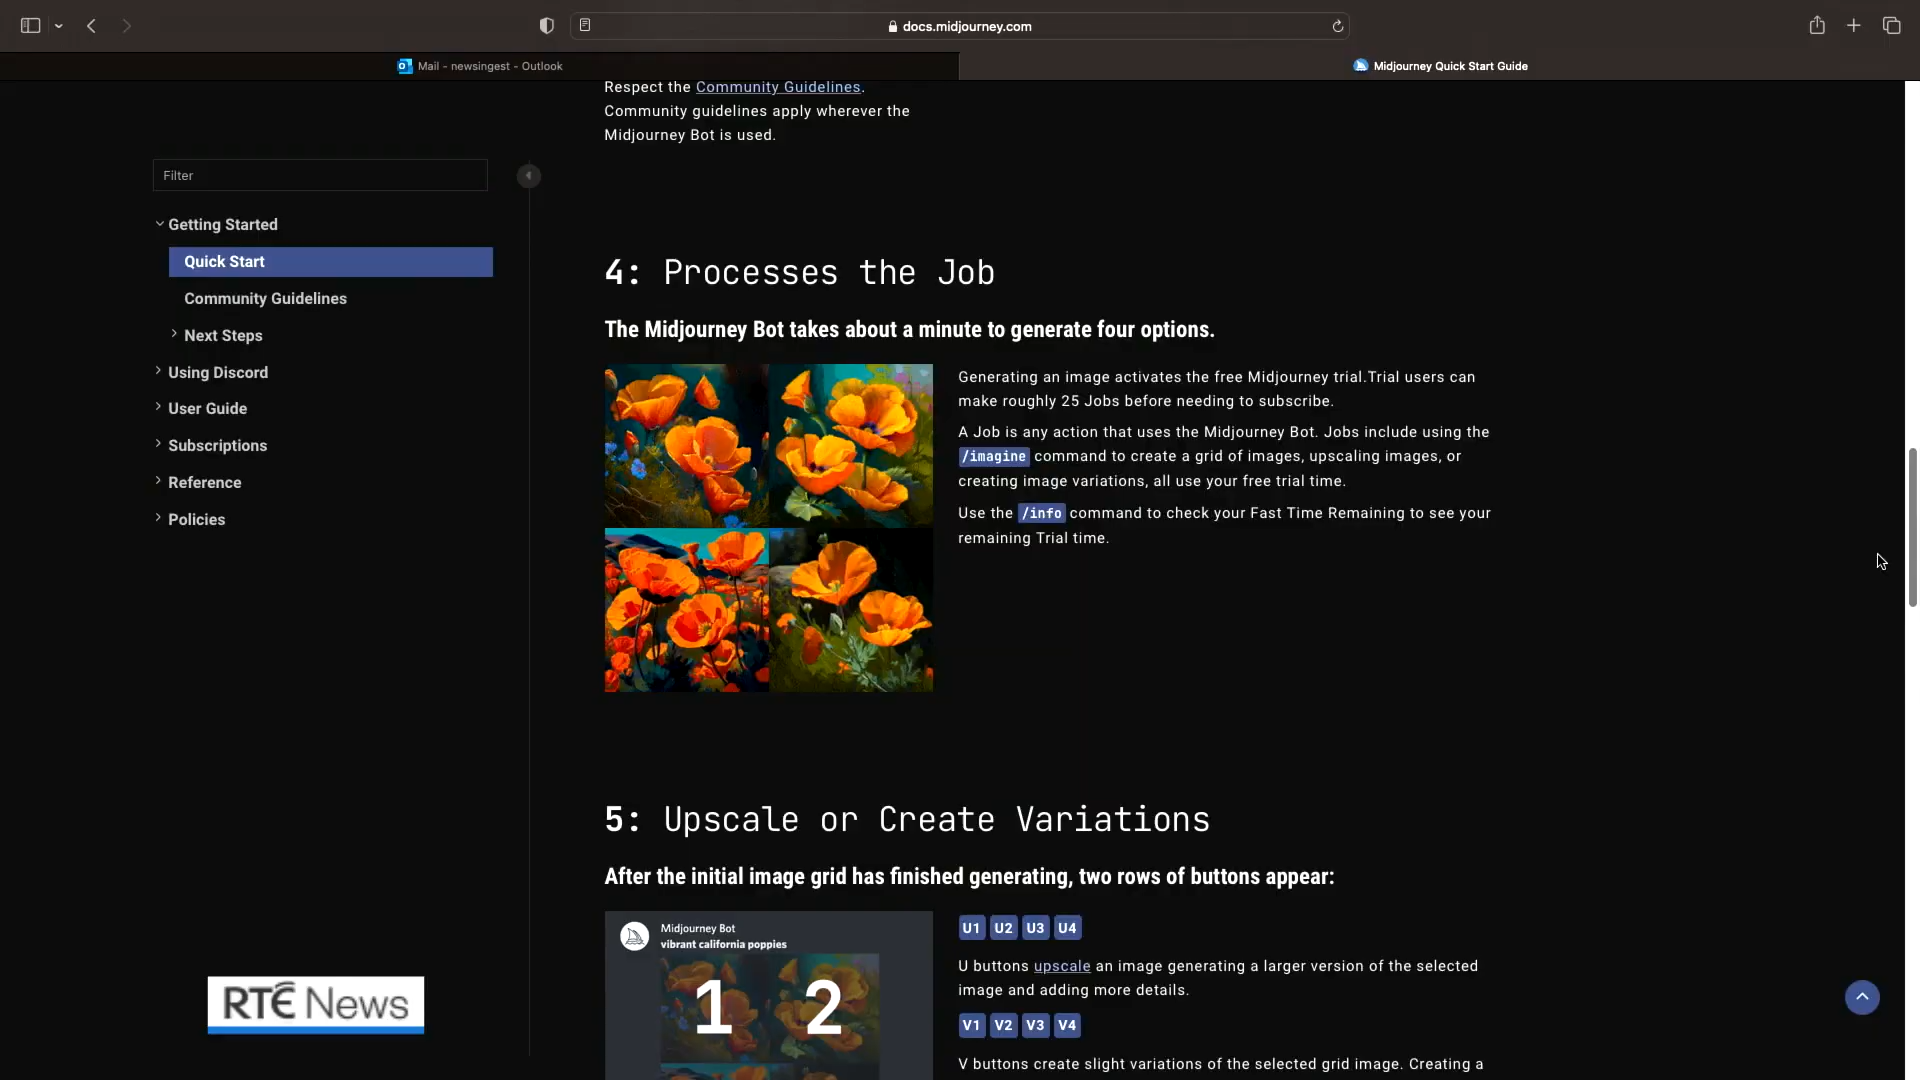 docs.midjourney.com
Mail - newsingest - Outlook
Midjourney Quick Start Guide
Respect the Community Guidelines.
Community guidelines apply wherever the
Midjourney Bot is used.
Filter
Getting Started
Quick Start
Community Guidelines
Next Steps
Using Discord
User Guide
Subscriptions
Reference
Policies
4: Processes the Job
The Midjourney Bot takes about a minute to generate four options.
Generating an image activates the free Midjourney trial.Trial users can
make roughly 25 Jobs before needing to subscribe.
A Job is any action that uses the Midjourney Bot. Jobs include using the
/imagine command to create a grid of images, upscaling images, or
creating image variations, all use your free trial time.
Use the /info command to check your Fast Time Remaining to see your
remaining Trial time.
5: Upscale or Create Variations
After the initial image grid has finished generating, two rows of buttons appear:
Midjourney Bot
vibrant california poppies
1 2
U1 U2 U3 U4
U buttons upscale an image generating a larger version of the selected
image and adding more details.
V1 V2 V3 V4
V buttons create slight variations of the selected grid image. Creating a
RTÉ News